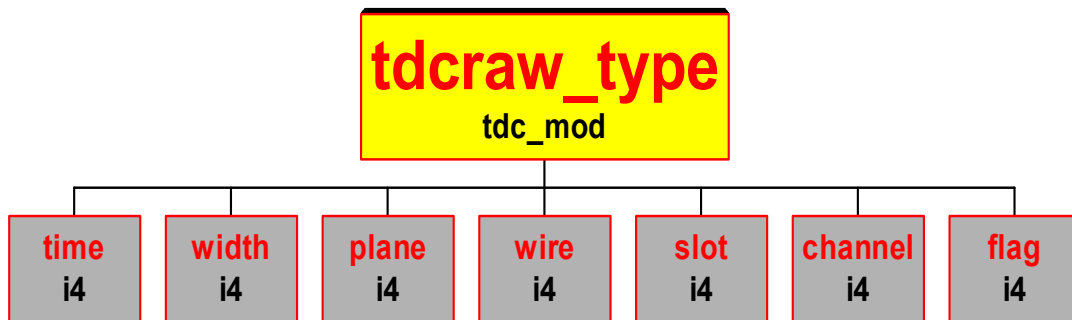 tdcraw_type
tdc_mod
time width plane wire slot channel flag
i4 i4 i4 i4 i4 i4 i4